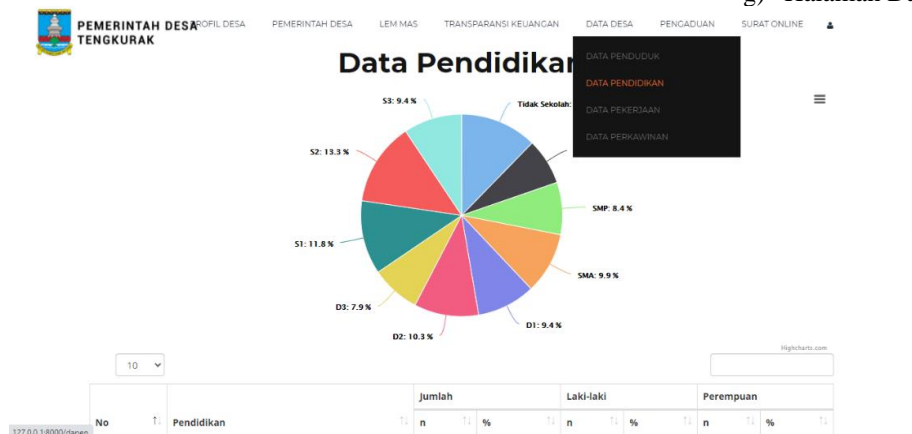 PEMERINTAH DESA
TENGKURAK
PROFIL DESA PEMERINTAH DESA LEM MAS TRANSPARANSI KEUANGAN DATA DESA PENGADUAN SURAT ONLINE
DATA PENDUDUK
DATA PENDIDIKAN
DATA PEKERJAAN
DATA PERKAWINAN
Data Pendidikan
S3: 9.4 %
Tidak Sekolah:
S2: 13.3 %
SMP: 8.4 %
S1: 11.8 %
SMA: 9.9 %
D3: 7.9 %
D1: 9.4 %
D2: 10.3 %
Highcharts.com
10
Jumlah Laki-laki Perempuan
No Pendidikan n % n % n %
127.0.0.1:8000/dapen